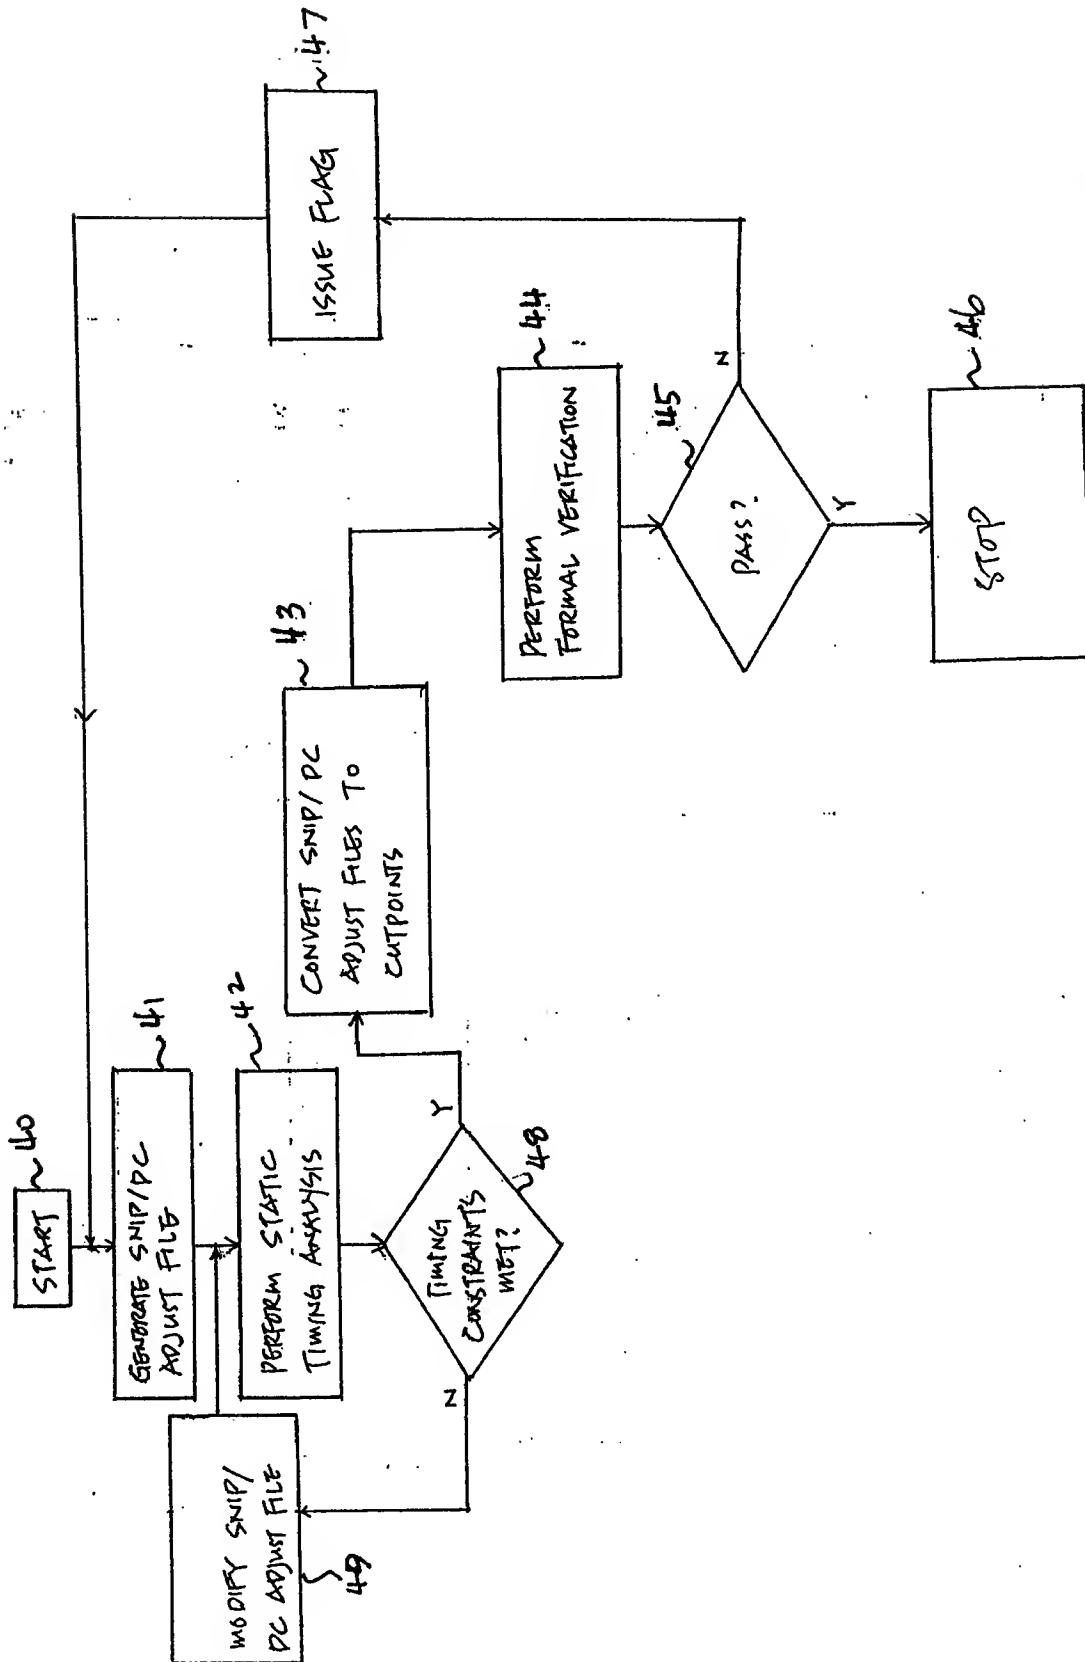 START
40
GENERATE SNIP/DC
ADJUST FILE
41
PERFORM STATIC
TIMING ANALYSIS
42
TIMING
CONSTRAINTS
MET?
48
Y
N
MODIFY SNIP/
DC ADJUST FILE
49
CONVERT SNIP/DC
ADJUST FILES TO
CUTPOINTS
43
PERFORM
FORMAL VERIFICATION
44
PASS?
45
N
Y
ISSUE FLAG
47
STOP
46